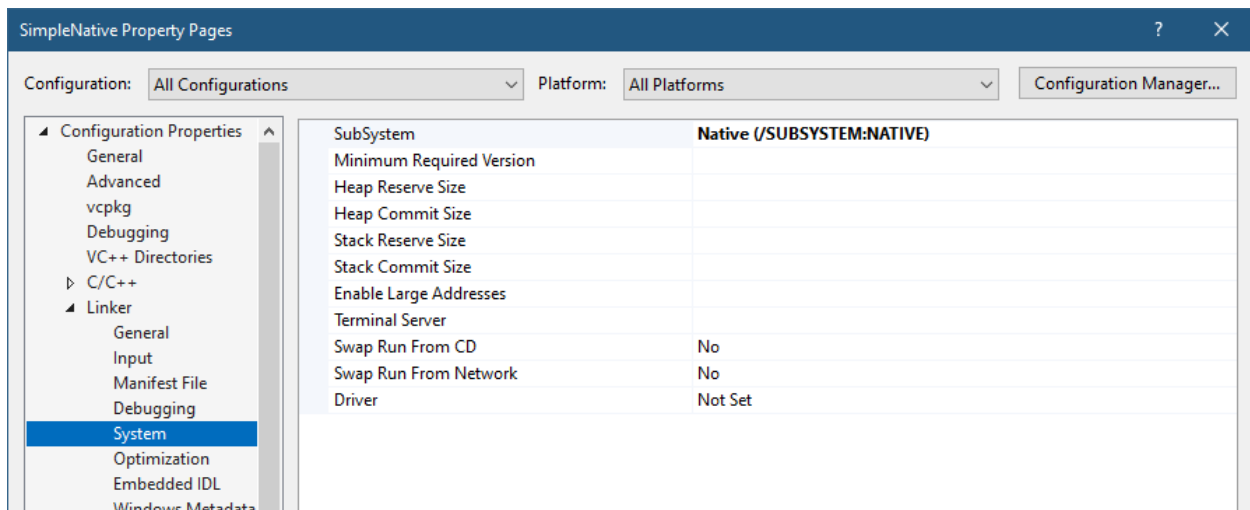 SimpleNative Property Pages ? ×
Configuration: All Configurations Platform: All Platforms Configuration Manager...
Configuration Properties
General
Advanced
vcpkg
Debugging
VC++ Directories
C/C++
Linker
General
Input
Manifest File
Debugging
System
Optimization
Embedded IDL
Windows Metadata
SubSystem Native (/SUBSYSTEM:NATIVE)
Minimum Required Version
Heap Reserve Size
Heap Commit Size
Stack Reserve Size
Stack Commit Size
Enable Large Addresses
Terminal Server
Swap Run From CD No
Swap Run From Network No
Driver Not Set